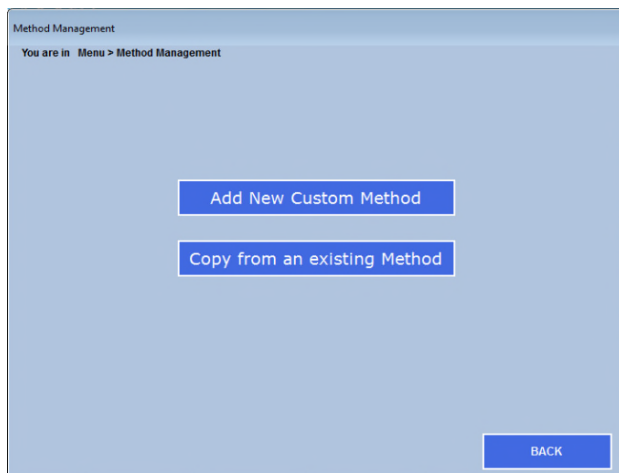 Method Management
You are in Menu > Method Management
Add New Custom Method
Copy from an existing Method
BACK